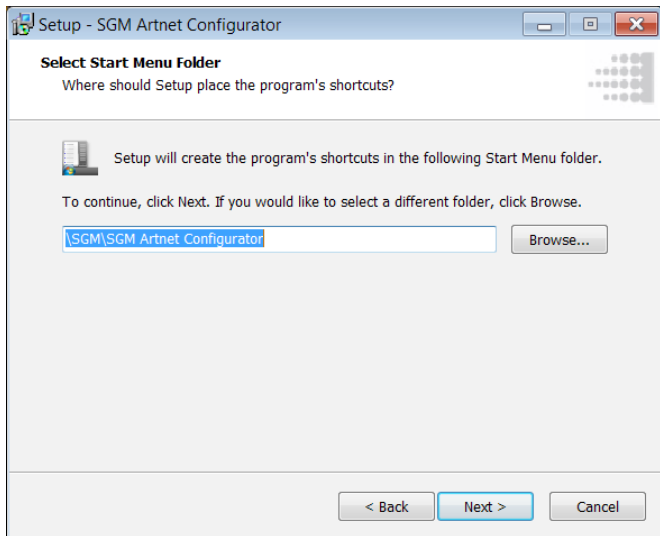 Setup - SGM Artnet Configurator
Select Start Menu Folder
Where should Setup place the program's shortcuts?
Setup will create the program's shortcuts in the following Start Menu folder.
To continue, click Next. If you would like to select a different folder, click Browse.
\SGM\SGM Artnet Configurator
Browse...
< Back
Next >
Cancel